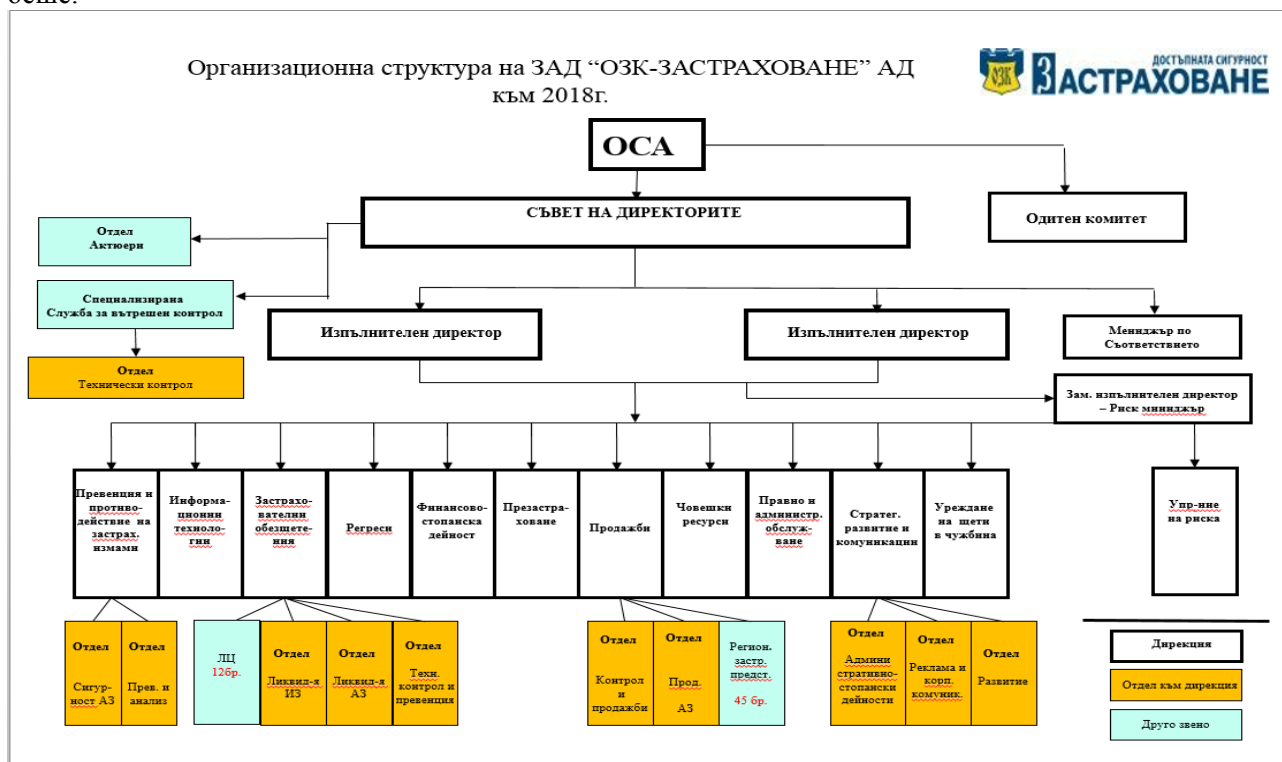 беше:
Организационна структура на ЗАД “ОЗК-ЗАСТРАХОВАНЕ” АД
към 2018г.
ОЗК
ДОСТЪПНАТА СИГУРНОСТ
ЗАСТРАХОВАНЕ
ОСА
СЪВЕТ НА ДИРЕКТОРИТЕ
Одитен комитет
Отдел
Актюери
Специализирана
Служба за вътрешен контрол
Отдел
Технически контрол
Изпълнителен директор
Изпълнителен директор
Мениджър по
Съответствието
Зам. изпълнителен директор
– Риск миниджър
Превенция и
противо-
действие на
застрах.
измами
Информа-
ционни
техноло-
гии
Застрахо-
вателни
обезщете-
ния
Регреси
Финансово-
стопанска
дейност
Презастра-
ховане
Продажби
Човешки
ресурси
Правно и
администр.
обслуж-
ване
Стратег.
развитие и
комуникации
Уреждане
на щети
в чужбина
Упр-ние
на риска
Отдел
Сигур-
ност АЗ
Отдел
Прев. и
анализ
ЛЦ
12бр.
Отдел
Ликвид-я
ИЗ
Отдел
Ликвид-я
АЗ
Отдел
Техн.
контрол и
превенция
Отдел
Контрол
и
продажби
Отдел
Прод.
АЗ
Регион.
застр.
предст.
45 бр.
Отдел
Админи
стративно-
стопански
дейности
Отдел
Реклама и
корп.
комуник.
Отдел
Развитие
Дирекция
Отдел към дирекция
Друго звено